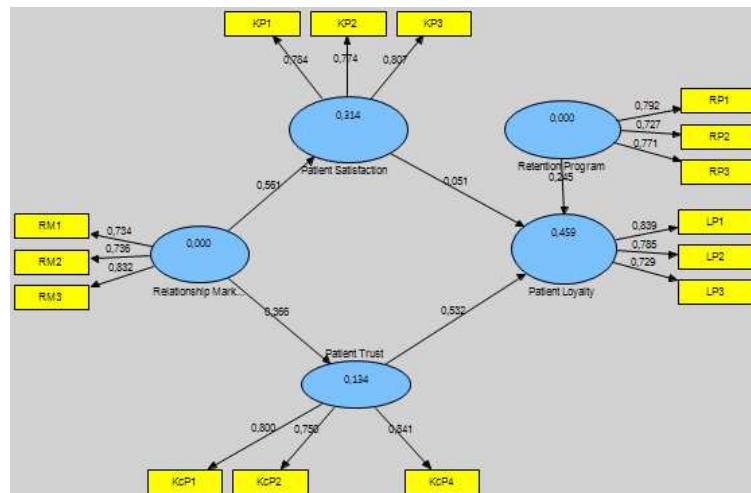 KP1
KP2
KP3
0,784
0,774
0,807
0,314
Patient Satisfaction
RP1
RP2
RP3
0,792
0,727
0,771
0,000
Retention Program
0,245
0,561
0,051
RM1
RM2
RM3
0,734
0,736
0,832
0,000
Relationship Mark...
LP1
LP2
LP3
0,839
0,785
0,729
0,459
Patient Loyalty
0,366
0,532
Patient Trust
0,134
0,800
0,750
0,841
KcP1
KcP2
KcP4